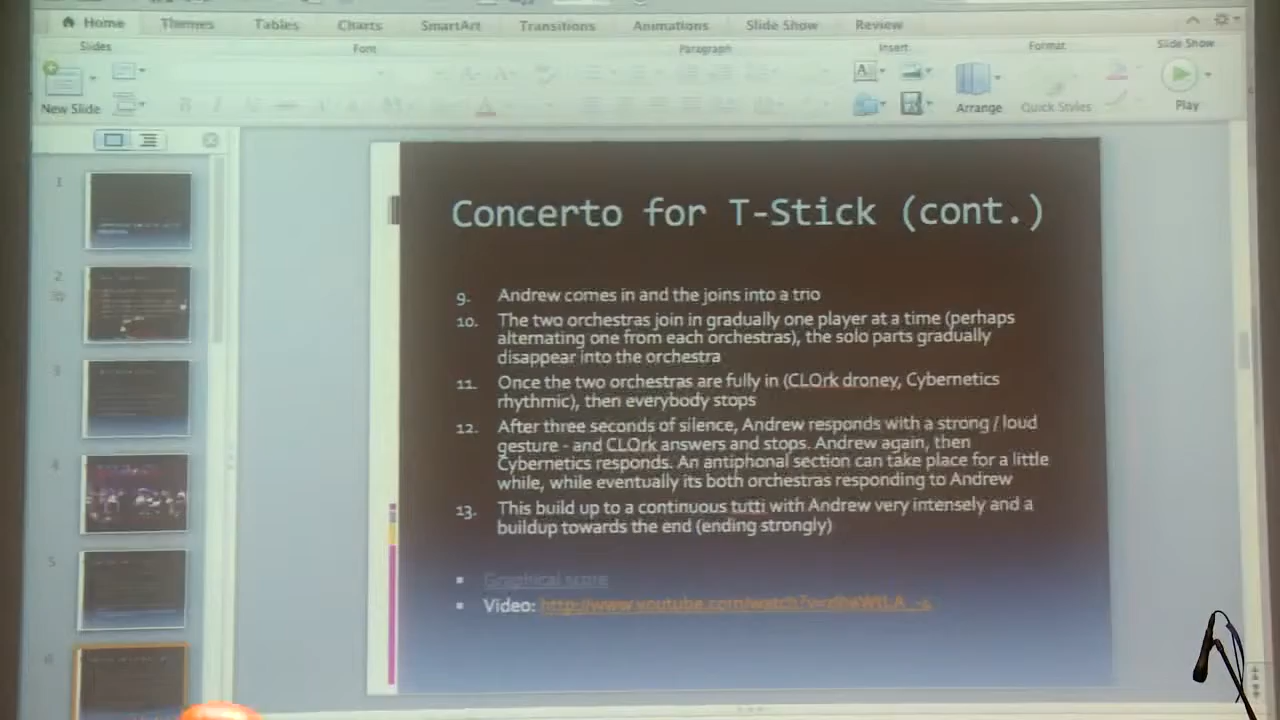 Home Themes Tables Charts SmartArt Transitions Animations Slide Show Review
Slides Font Paragraph Insert Format Slide Show
New Slide Arrange Quick Styles Play
1
2
3
4
5
6
Concerto for T-Stick (cont.)
9. Andrew comes in and the joins into a trio
10. The two orchestras join in gradually one player at a time (perhaps
alternating one from each orchestras), the solo parts gradually
disappear into the orchestra
11. Once the two orchestras are fully in (CLOrk droney, Cybernetics
rhythmic), then everybody stops
12. After three seconds of silence, Andrew responds with a strong / loud
gesture - and CLOrk answers and stops. Andrew again, then
Cybernetics responds. An antiphonal section can take place for a little
while, while eventually its both orchestras responding to Andrew
13. This build up to a continuous tutti with Andrew very intensely and a
buildup towards the end (ending strongly)
Graphical score
Video: